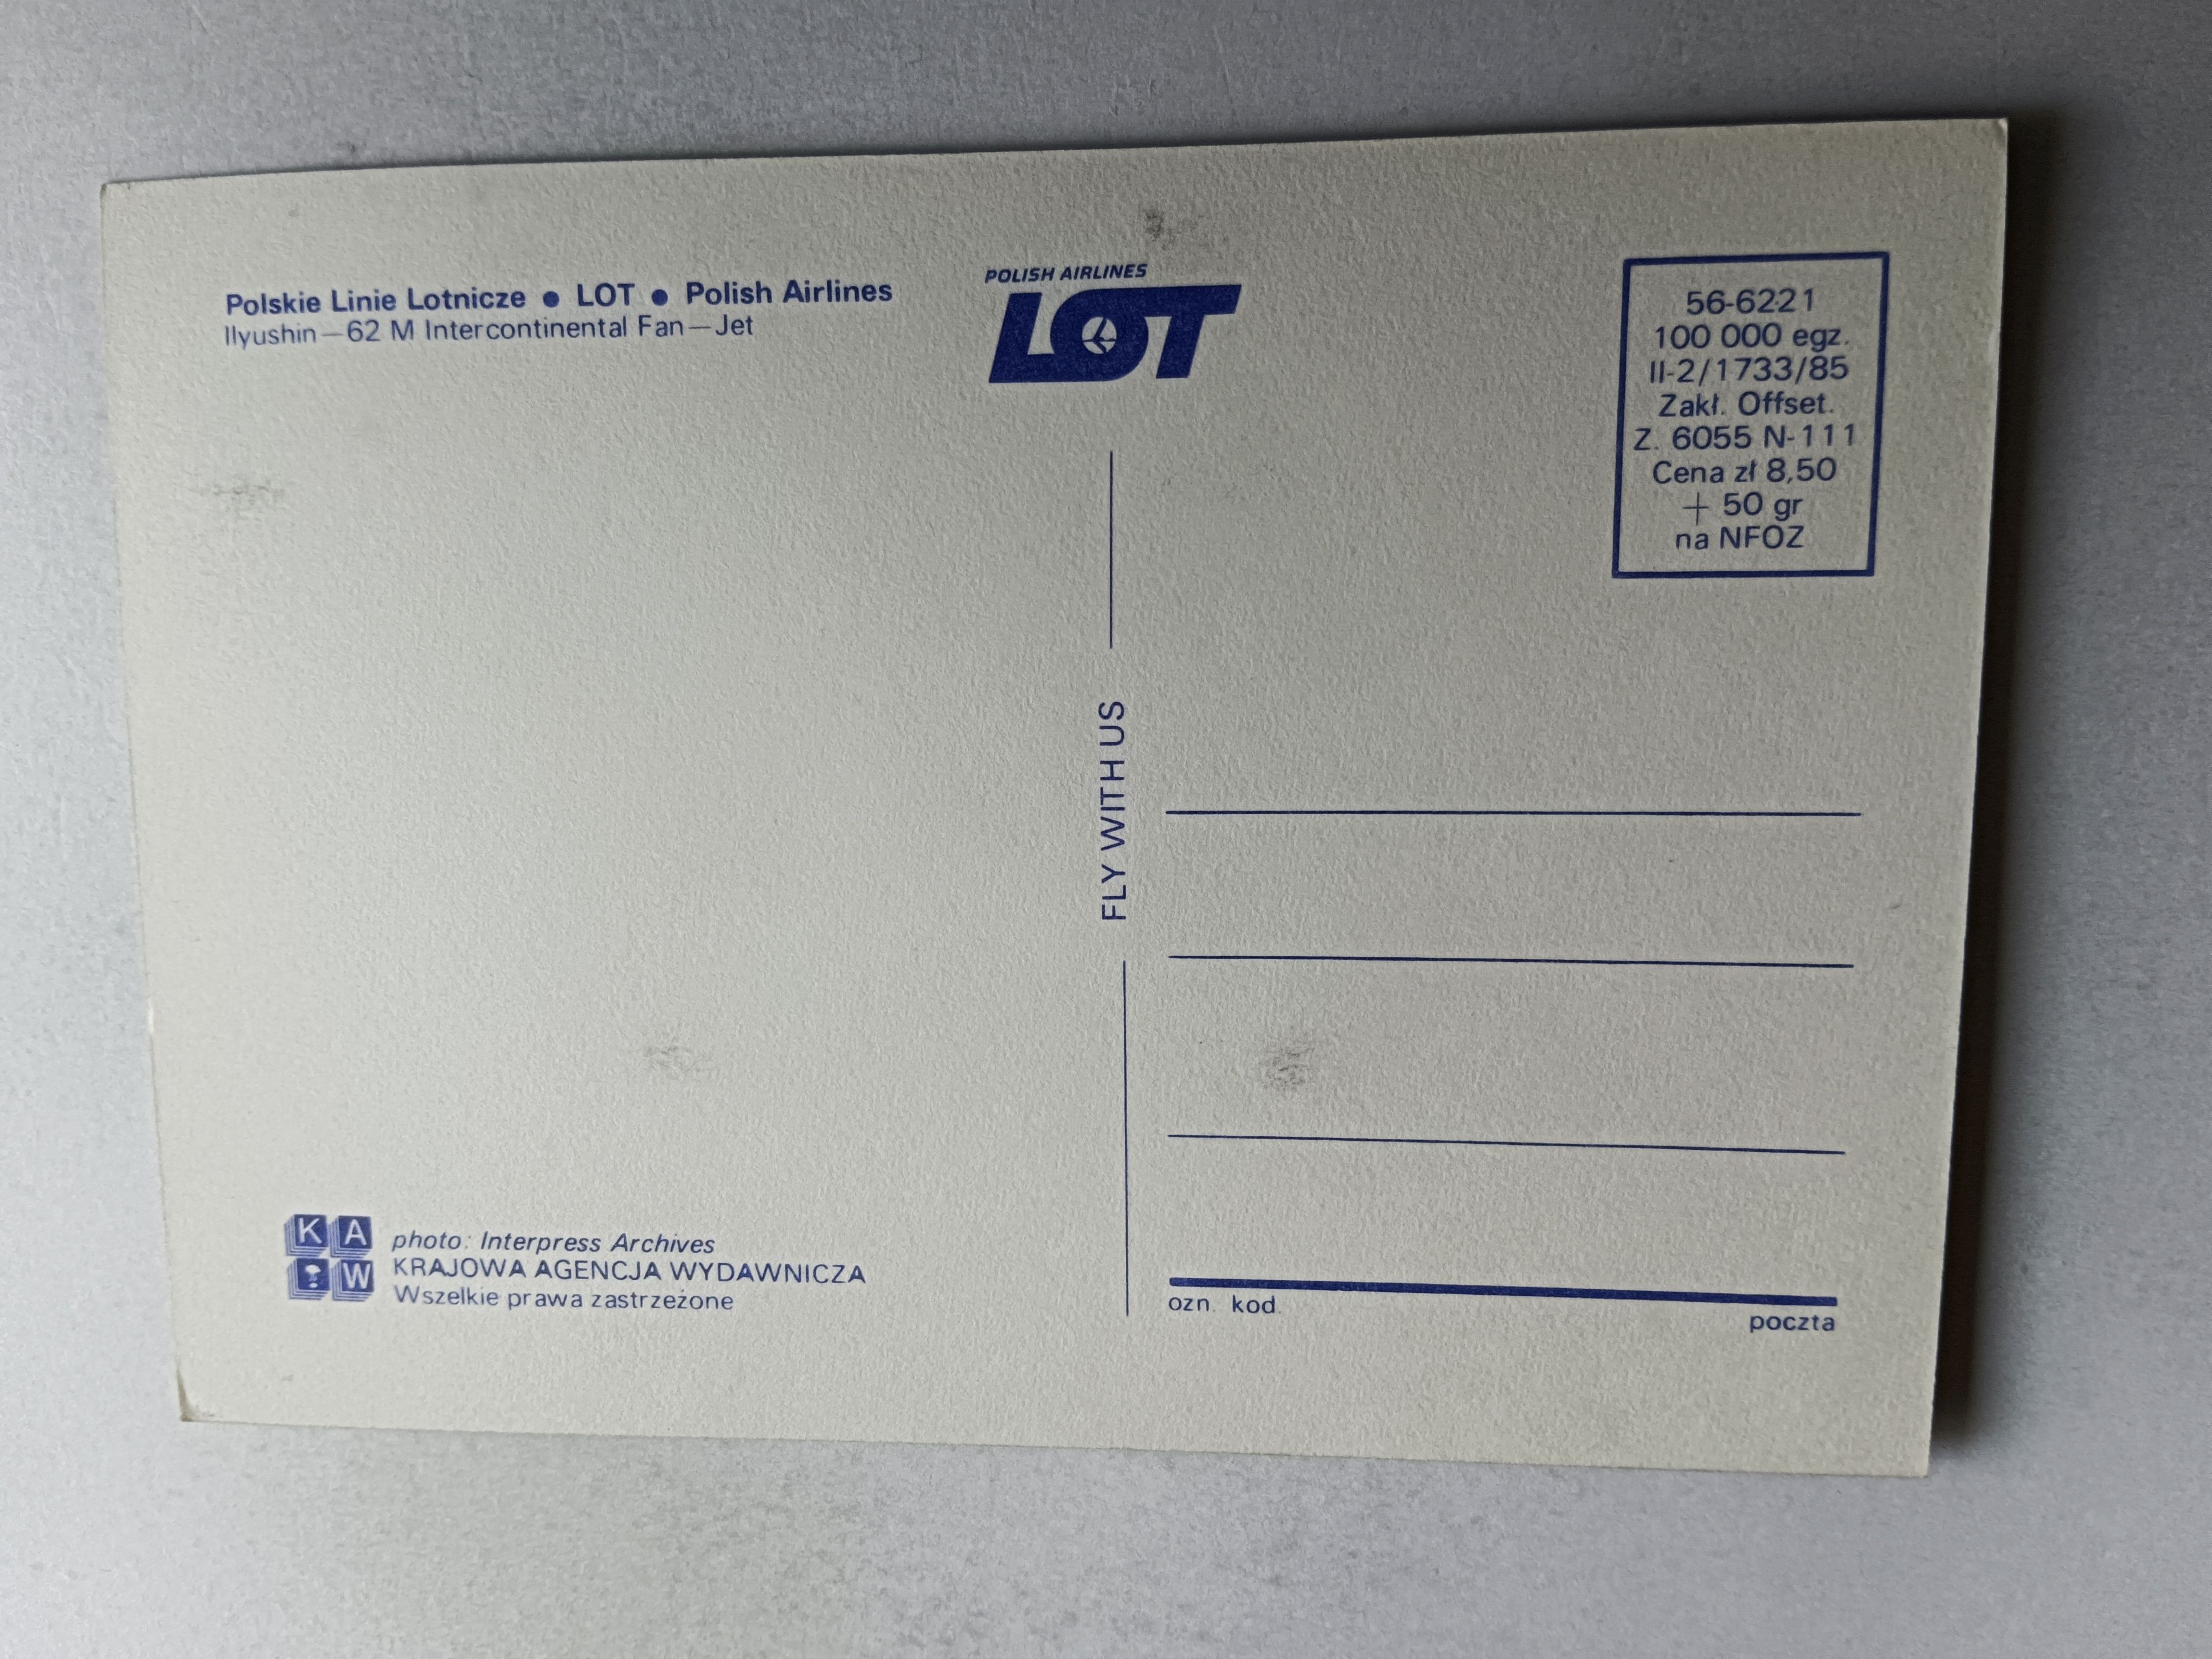 Polskie Linie Lotnicze ● LOT ● Polish Airlines
Ilyushin—62 M Intercontinental Fan—Jet
POLISH AIRLINES
LOT
56-6221
100 000 egz.
II-2/1733/85
Zakł. Offset.
Z. 6055 N-111
Cena zł 8,50
+ 50 gr
na NFOZ
FLY WITH US
K A
W
photo: Interpress Archives
KRAJOWA AGENCJA WYDAWNICZA
Wszelkie prawa zastrzeżone
ozn. kod.
poczta